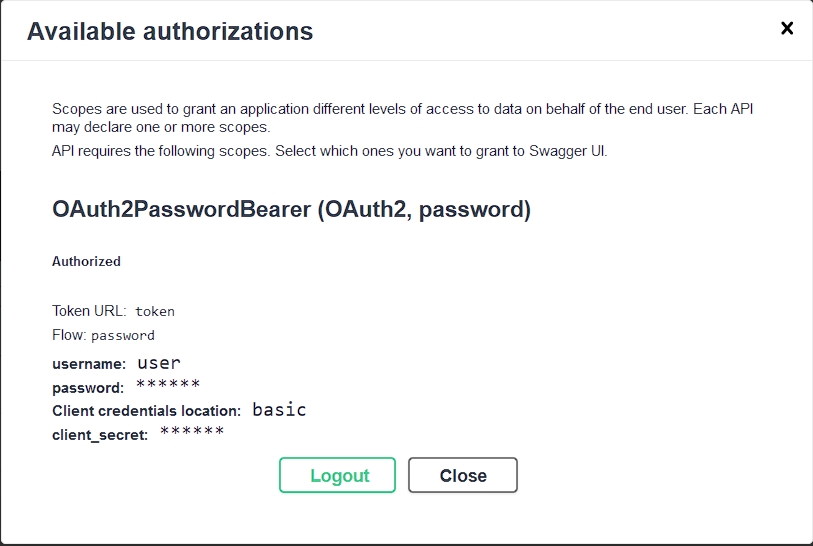 Available authorizations
Scopes are used to grant an application different levels of access to data on behalf of the end user. Each API
may declare one or more scopes.
API requires the following scopes. Select which ones you want to grant to Swagger UI.
OAuth2PasswordBearer (OAuth2, password)
Authorized
Token URL: token
Flow: password
username: user
password: ******
Client credentials location: basic
client_secret: ******
Logout Close